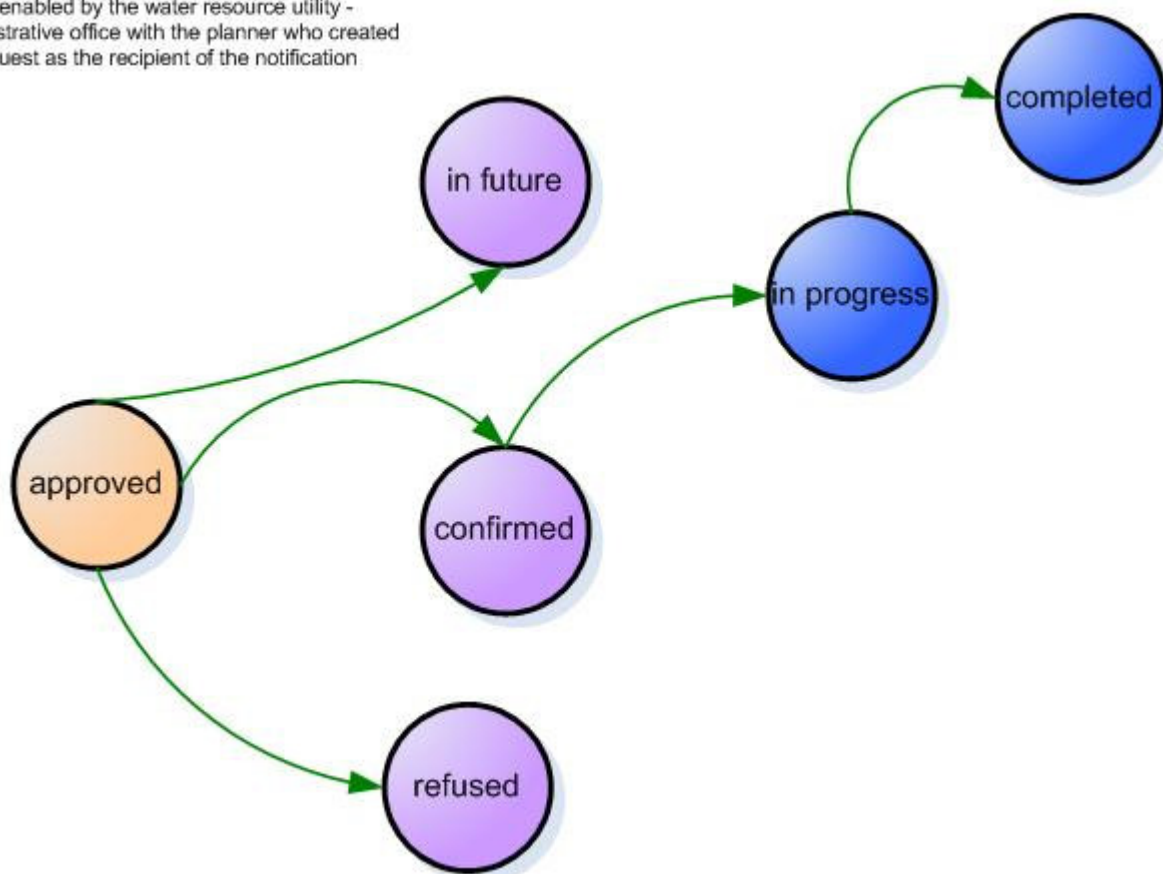 enabled by the water resource utility -
strative office with the planner who created
uest as the recipient of the notification
completed
in future
in progress
approved
confirmed
refused